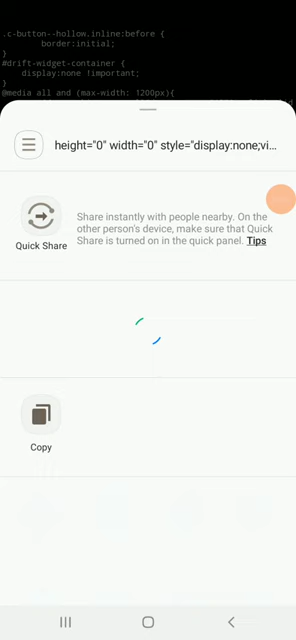 .c-button--hollow.inline:before {
border:initial;
}
#drift-widget-container {
display:none !important;
}
@media all and (max-width: 1200px){
height="0" width="0" style="display:none;vi...
Quick Share
Share instantly with people nearby. On the
other person's device, make sure that Quick
Share is turned on in the quick panel. Tips
Copy